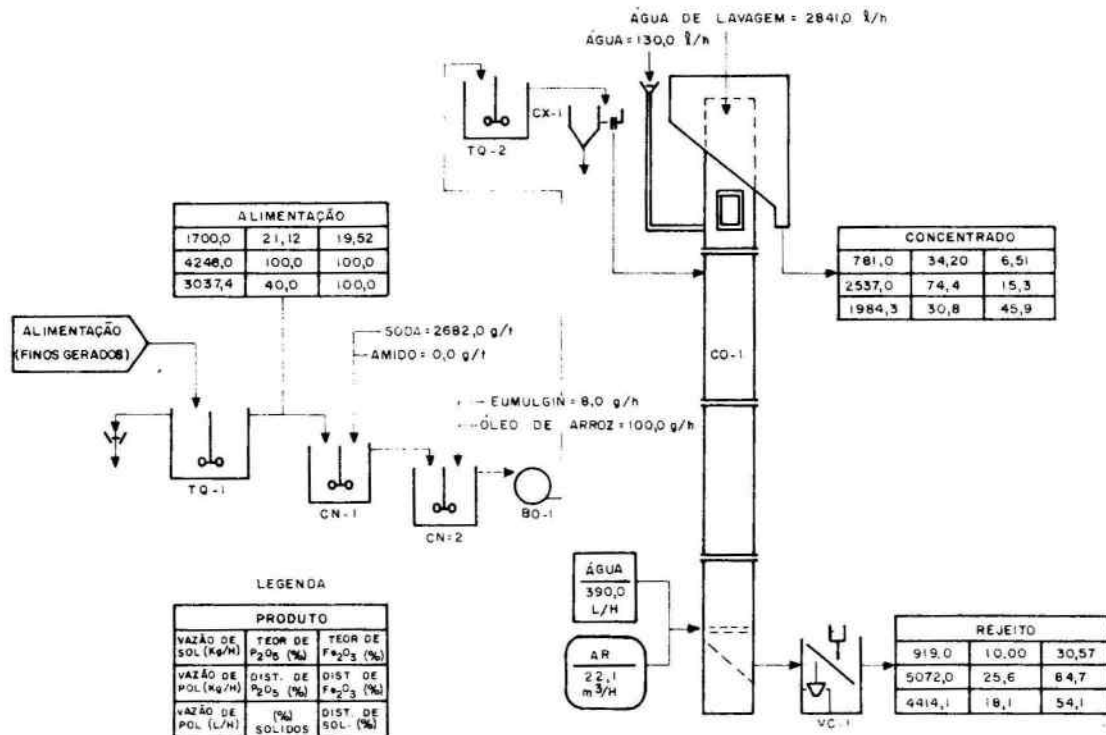 ÁGUA DE LAVAGEM = 2841,0 ℓ/h
ÁGUA = 130,0 ℓ/h
CX-1
TQ-2
ALIMENTAÇÃO
1700,0 21,12 19,52
4248,0 100,0 100,0
3037,4 40,0 100,0
CONCENTRADO
781,0 34,20 6,51
2537,0 74,4 15,3
1984,3 30,8 45,9
ALIMENTAÇÃO
(FINOS GERADOS)
SODA = 2682,0 g/t
AMIDO = 0,0 g/t
CO-1
EUMULGIN = 8,0 g/h
ÓLEO DE ARROZ = 100,0 g/h
TQ-1
CN-1
CN-2
BO-1
ÁGUA
390,0
L/H
AR
22,1
m³/H
VC-1
REJEITO
919,0 10,00 30,57
5072,0 25,6 84,7
4414,1 18,1 54,1
LEGENDA
PRODUTO
VAZÃO DE SOL (Kg/H) TEOR DE P₂O₅ (%) TEOR DE Fe₂O₃ (%)
VAZÃO DE POL (Kg/H) DIST. DE P₂O₅ (%) DIST DE Fe₂O₃ (%)
VAZÃO DE POL (L/H) (%) SOLIDOS DIST. DE SOL. (%)